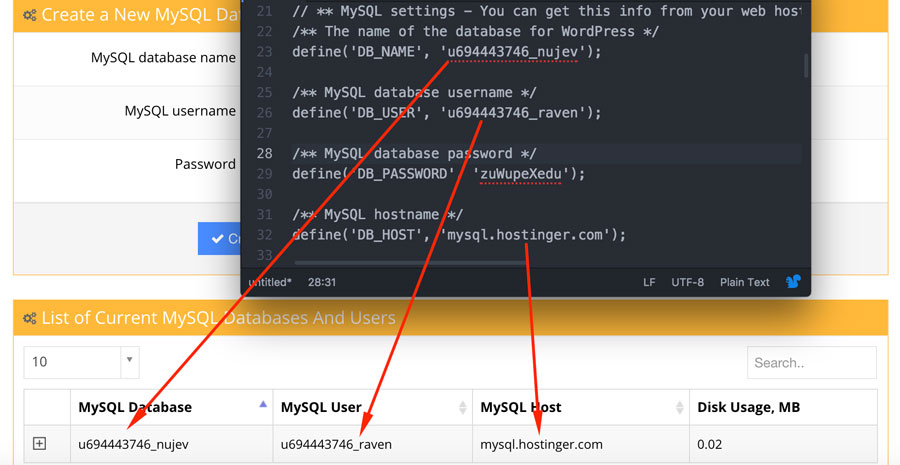 Create a New MySQL Da
MySQL database name
MySQL username
Password
21 // ** MySQL settings - You can get this info from your web host
22 /** The name of the database for WordPress */
23 define('DB_NAME', 'u694443746_nujev');
24
25 /** MySQL database username */
26 define('DB_USER', 'u694443746_raven');
27
28 /** MySQL database password */
29 define('DB_PASSWORD' 'zuWupeXedu');
30
31 /** MySQL hostname */
32 define('DB_HOST', 'mysql.hostinger.com');
33
untitled* 28:31 LF UTF-8 Plain Text
List of Current MySQL Databases And Users
10 Search..
MySQL Database MySQL User MySQL Host Disk Usage, MB
u694443746_nujev u694443746_raven mysql.hostinger.com 0.02